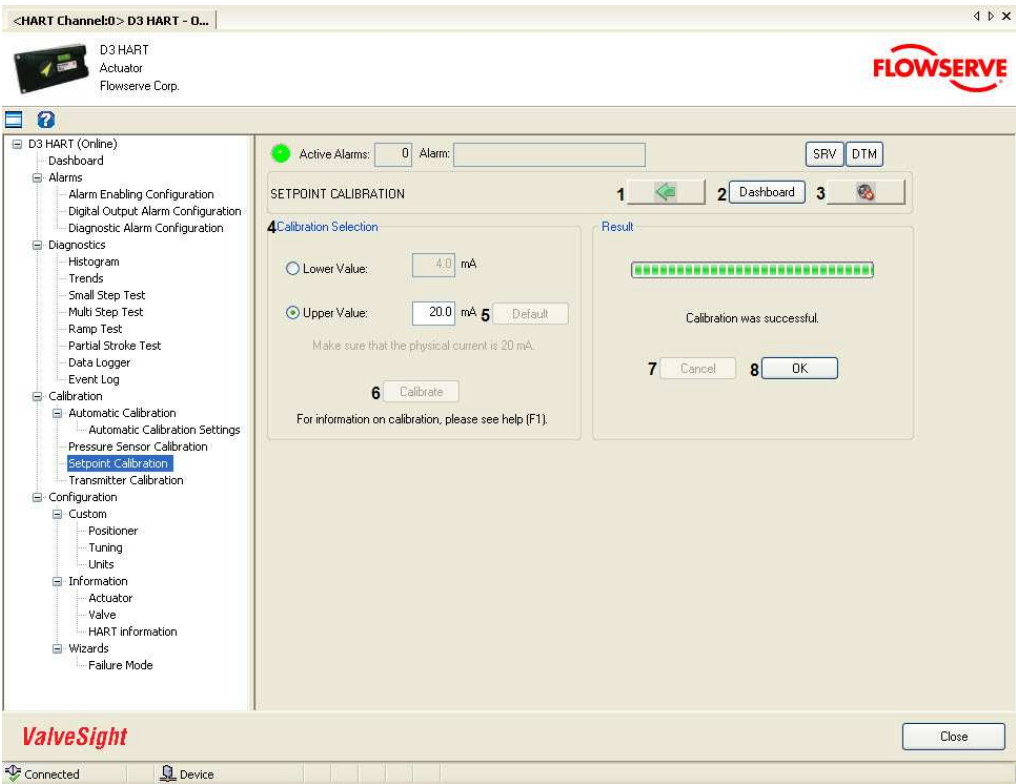 <HART Channel:0> D3 HART - O...
D3 HART
Actuator
Flowserve Corp.
FLOWSERVE
D3 HART (Online)
Dashboard
Alarms
Alarm Enabling Configuration
Digital Output Alarm Configuration
Diagnostic Alarm Configuration
Diagnostics
Histogram
Trends
Small Step Test
Multi Step Test
Ramp Test
Partial Stroke Test
Data Logger
Event Log
Calibration
Automatic Calibration
Automatic Calibration Settings
Pressure Sensor Calibration
Setpoint Calibration
Transmitter Calibration
Configuration
Custom
Positioner
Tuning
Units
Information
Actuator
Valve
HART information
Wizards
Failure Mode
Active Alarms: 0 Alarm: SRV DTM
SETPOINT CALIBRATION 1 2 Dashboard 3
4 Calibration Selection
Lower Value: 4.0 mA
Upper Value: 20.0 mA 5 Default
Make sure that the physical current is 20 mA.
6 Calibrate
For information on calibration, please see help (F1).
Result
Calibration was successful.
7 Cancel 8 OK
ValveSight
Close
Connected Device